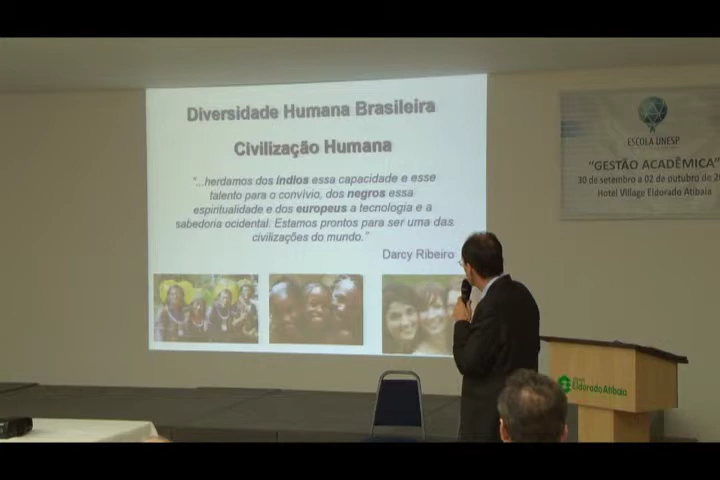 Diversidade Humana Brasileira
Civilização Humana
"...herdamos dos índios essa capacidade e esse
talento para o convívio, dos negros essa
espiritualidade e dos europeus a tecnologia e a
sabedoria ocidental. Estamos prontos para ser uma das
civilizações do mundo."
Darcy Ribeiro
ESCOLA UNESP
"GESTÃO ACADÊMICA"
30 de setembro a 02 de outubro de
Hotel Village Eldorado Atibaia
Eldorado Atibaia